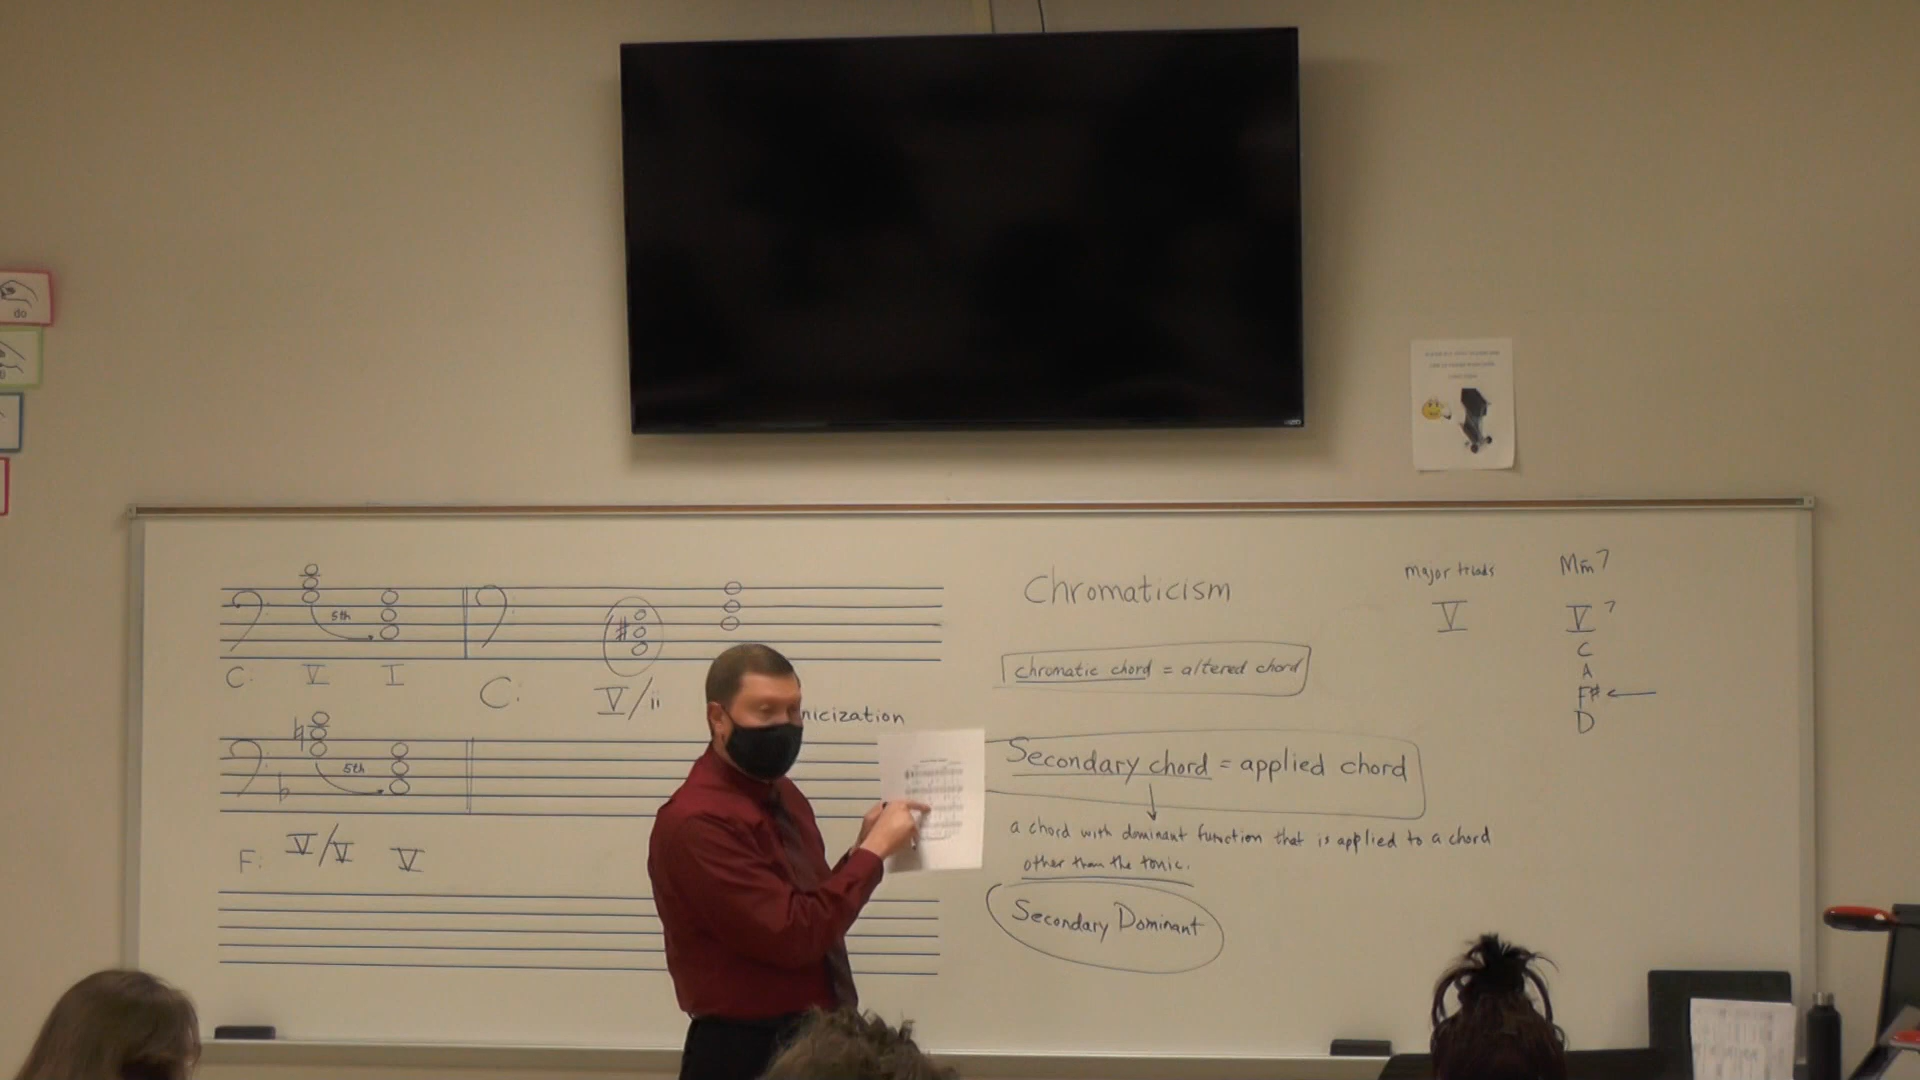 do
VIZIO
5th
C: V I
C: V/ii
nicization
5th
F: V/V V
Chromaticism
chromatic chord = altered chord
Secondary chord = applied chord
a chord with dominant function that is applied to a chord
other than the tonic.
Secondary Dominant
Major triads
V
Mm7
V7
C
A
F#
D